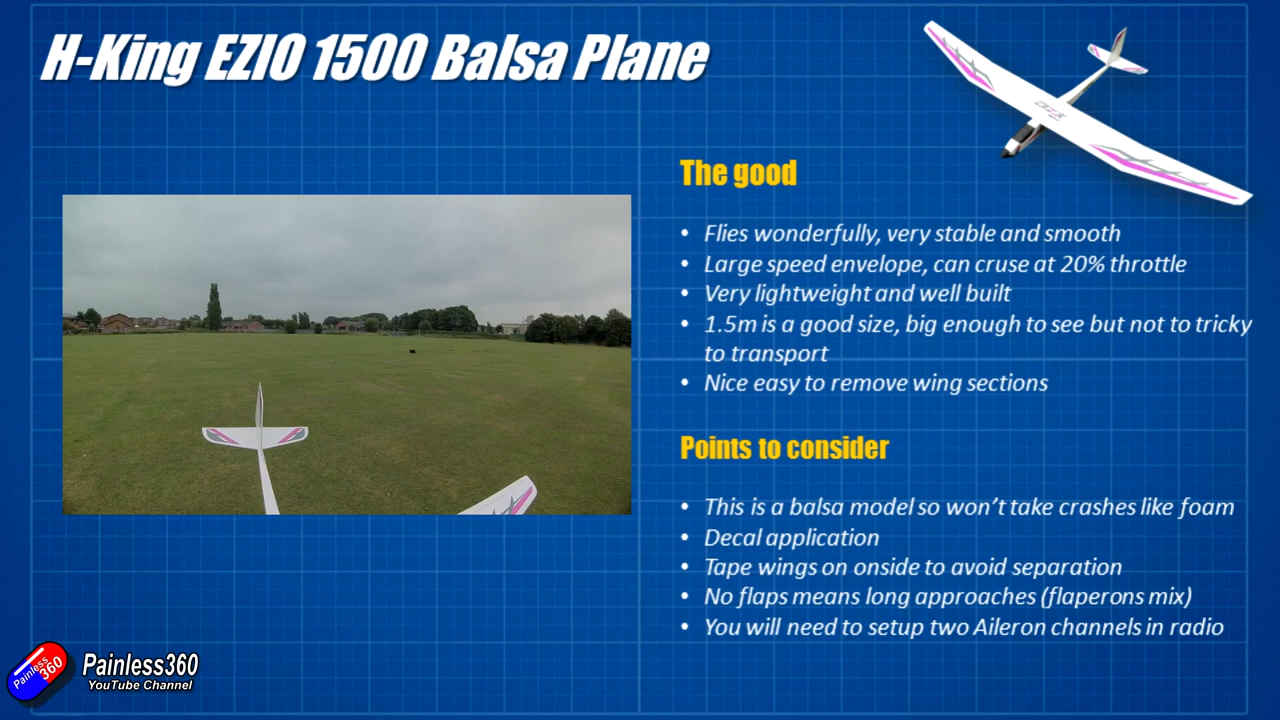 H-King EZIO 1500 Balsa Plane
The good
• Flies wonderfully, very stable and smooth
• Large speed envelope, can cruse at 20% throttle
• Very lightweight and well built
• 1.5m is a good size, big enough to see but not to tricky
to transport
• Nice easy to remove wing sections
Points to consider
• This is a balsa model so won't take crashes like foam
• Decal application
• Tape wings on onside to avoid separation
• No flaps means long approaches (flaperons mix)
• You will need to setup two Aileron channels in radio
Painless
360
Painless360
YouTube Channel